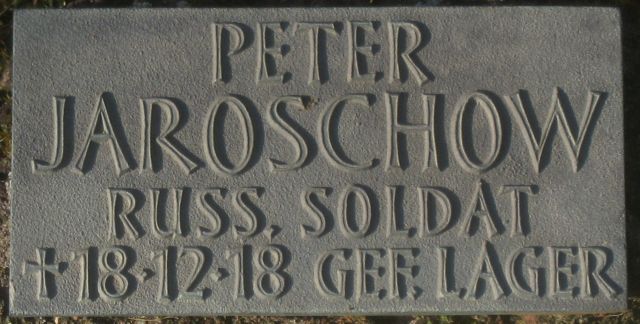 PETER
JAROSCHOW
RUSS. SOLDAT
+ 18·12·18 GEF. LAGER